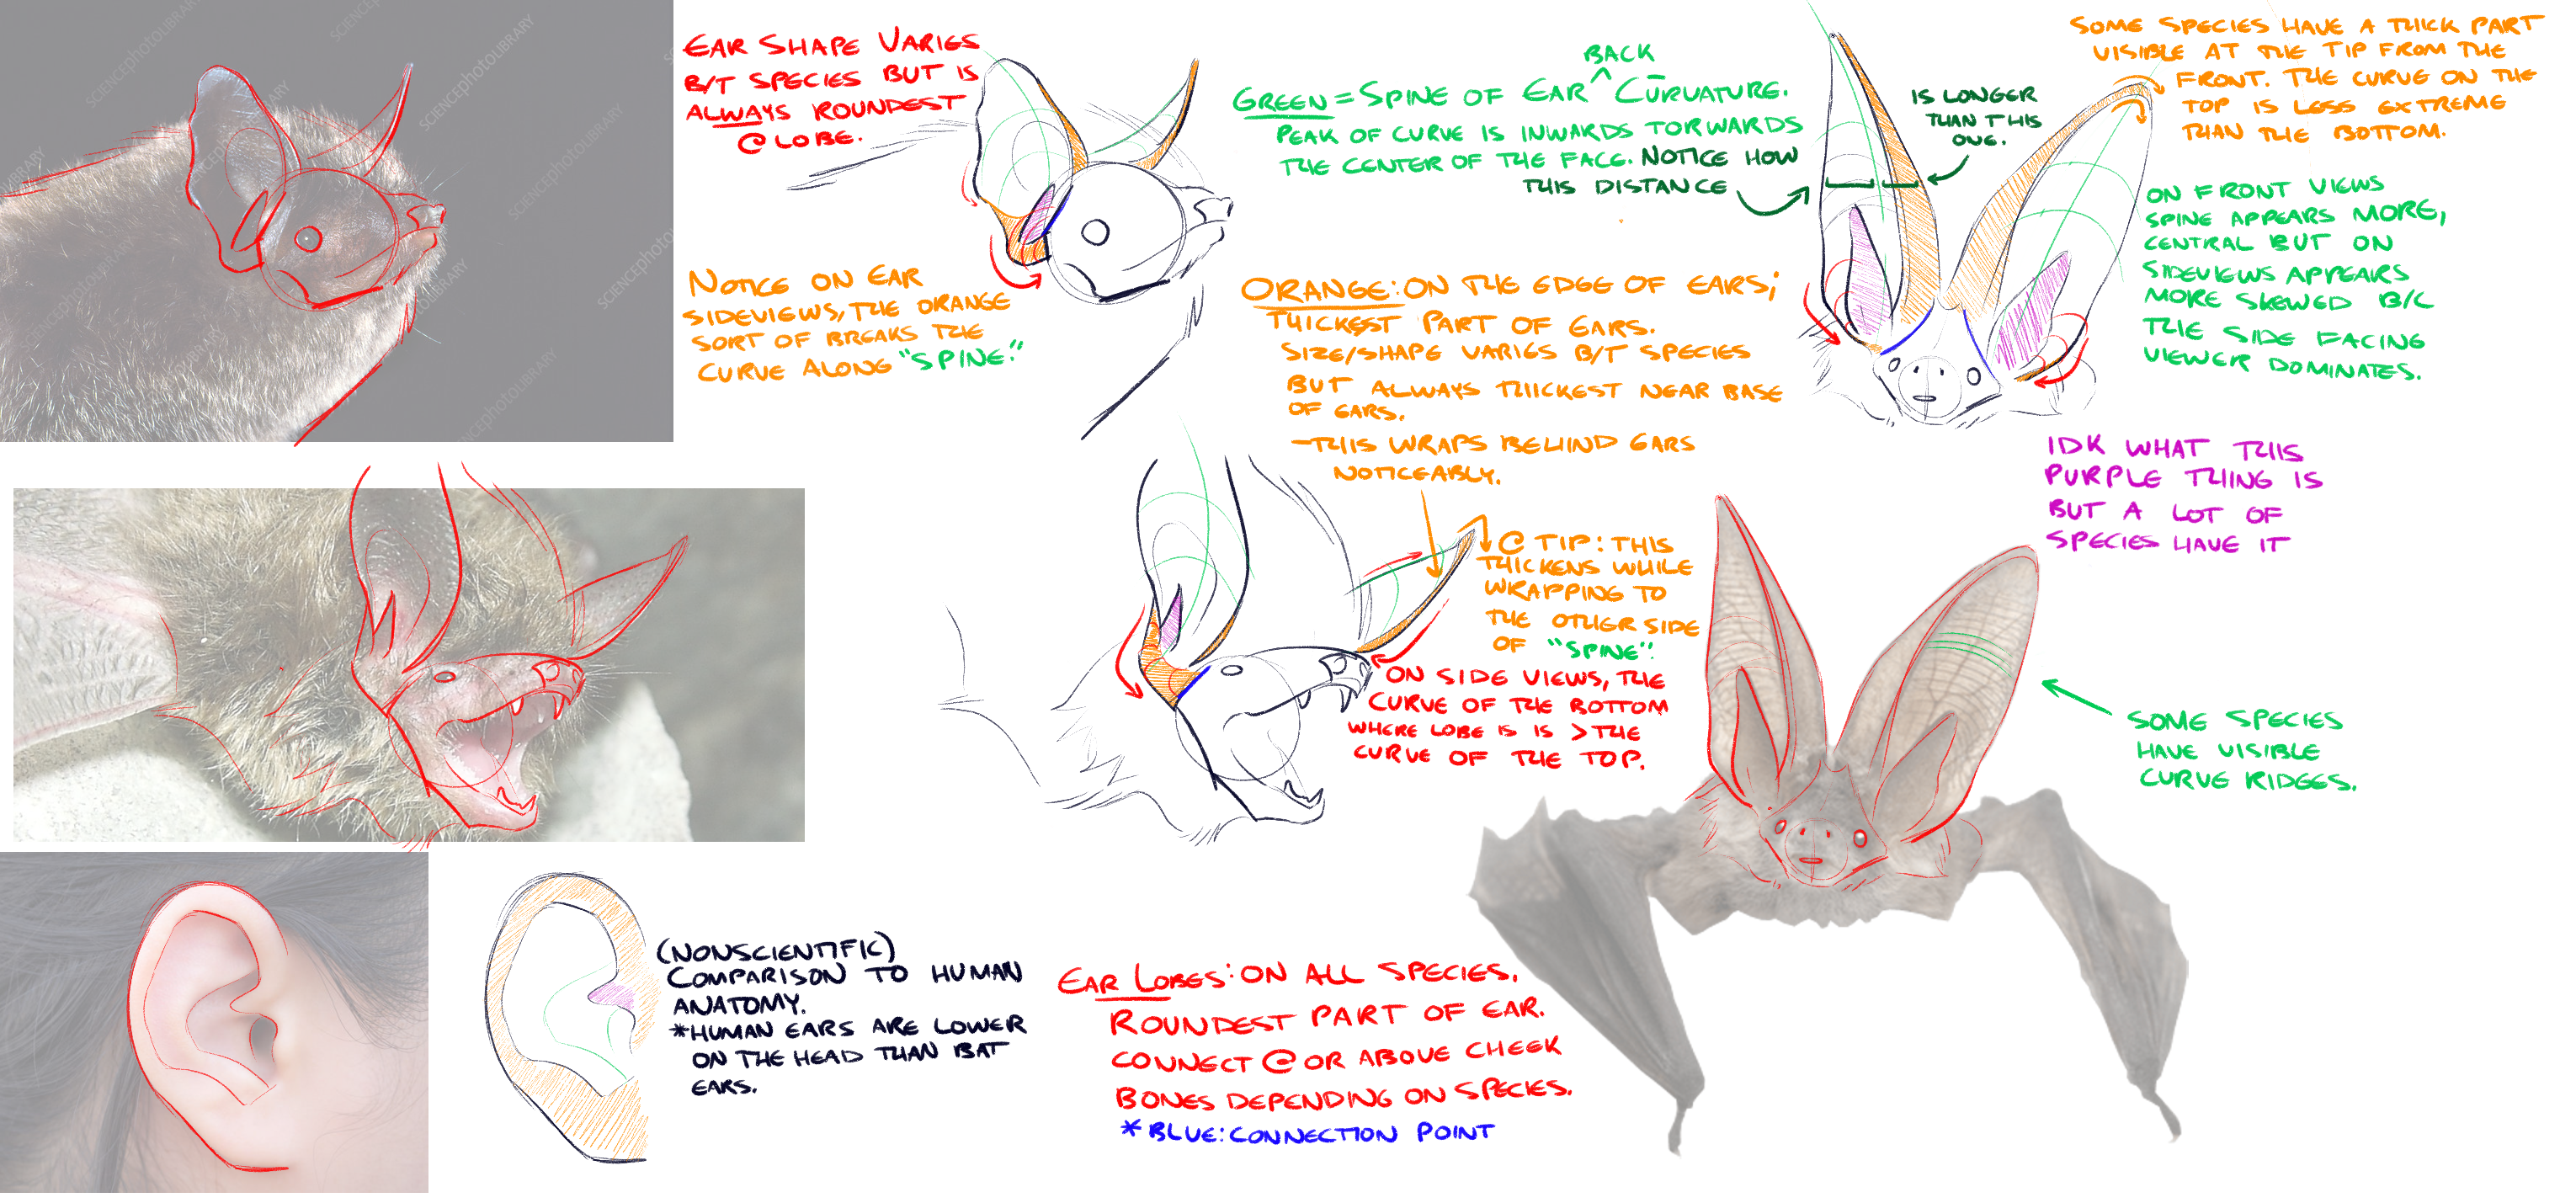 EAR SHAPE VARIES
B/T SPECIES BUT IS
ALWAYS ROUNDEST
@ LOBE.
NOTICE ON EAR
SIDEVIEWS, THE ORANGE
SORT OF BREAKS THE
CURVE ALONG "SPINE."
BACK
GREEN = SPINE OF EAR ^ CURVATURE.
PEAK OF CURVE IS INWARDS TORWARDS
THE CENTER OF THE FACE. NOTICE HOW
THIS DISTANCE
IS LONGER
THAN THIS
ONE.
SOME SPECIES HAVE A THICK PART
VISIBLE AT THE TIP FROM THE
FRONT. THE CURVE ON THE
TOP IS LESS EXTREME
THAN THE BOTTOM.
ON FRONT VIEWS
SPINE APPEARS MORE,
CENTRAL BUT ON
SIDEVIEWS APPEARS
MORE SKEWED B/C
THE SIDE FACING
VIEWER DOMINATES.
ORANGE: ON THE EDGE OF EARS;
THICKEST PART OF EARS.
SIZE/SHAPE VARIES B/T SPECIES
BUT ALWAYS THICKEST NEAR BASE
OF EARS.
-THIS WRAPS BEHIND EARS
NOTICEABLY.
@ TIP: THIS
THICKENS WHILE
WRAPPING TO
THE OTHER SIDE
OF "SPINE".
ON SIDE VIEWS, THE
CURVE OF THE BOTTOM
WHERE LOBE IS IS > THE
CURVE OF THE TOP.
IDK WHAT THIS
PURPLE THING IS
BUT A LOT OF
SPECIES HAVE IT
SOME SPECIES
HAVE VISIBLE
CURVE RIDGES.
(NONSCIENTIFIC)
COMPARISON TO HUMAN
ANATOMY.
*HUMAN EARS ARE LOWER
ON THE HEAD THAN BAT
EARS.
EAR LOBES: ON ALL SPECIES.
ROUNDEST PART OF EAR.
CONNECT @ OR ABOVE CHEEK
BONES DEPENDING ON SPECIES.
*BLUE: CONNECTION POINT
SCIENCEphotoLIBRARY
SCIENCEphotoLIBRARY
SCIENCEphotoLIBRARY
SCIENCEphotoLIBRARY
SCIENCEphotoLIBRARY